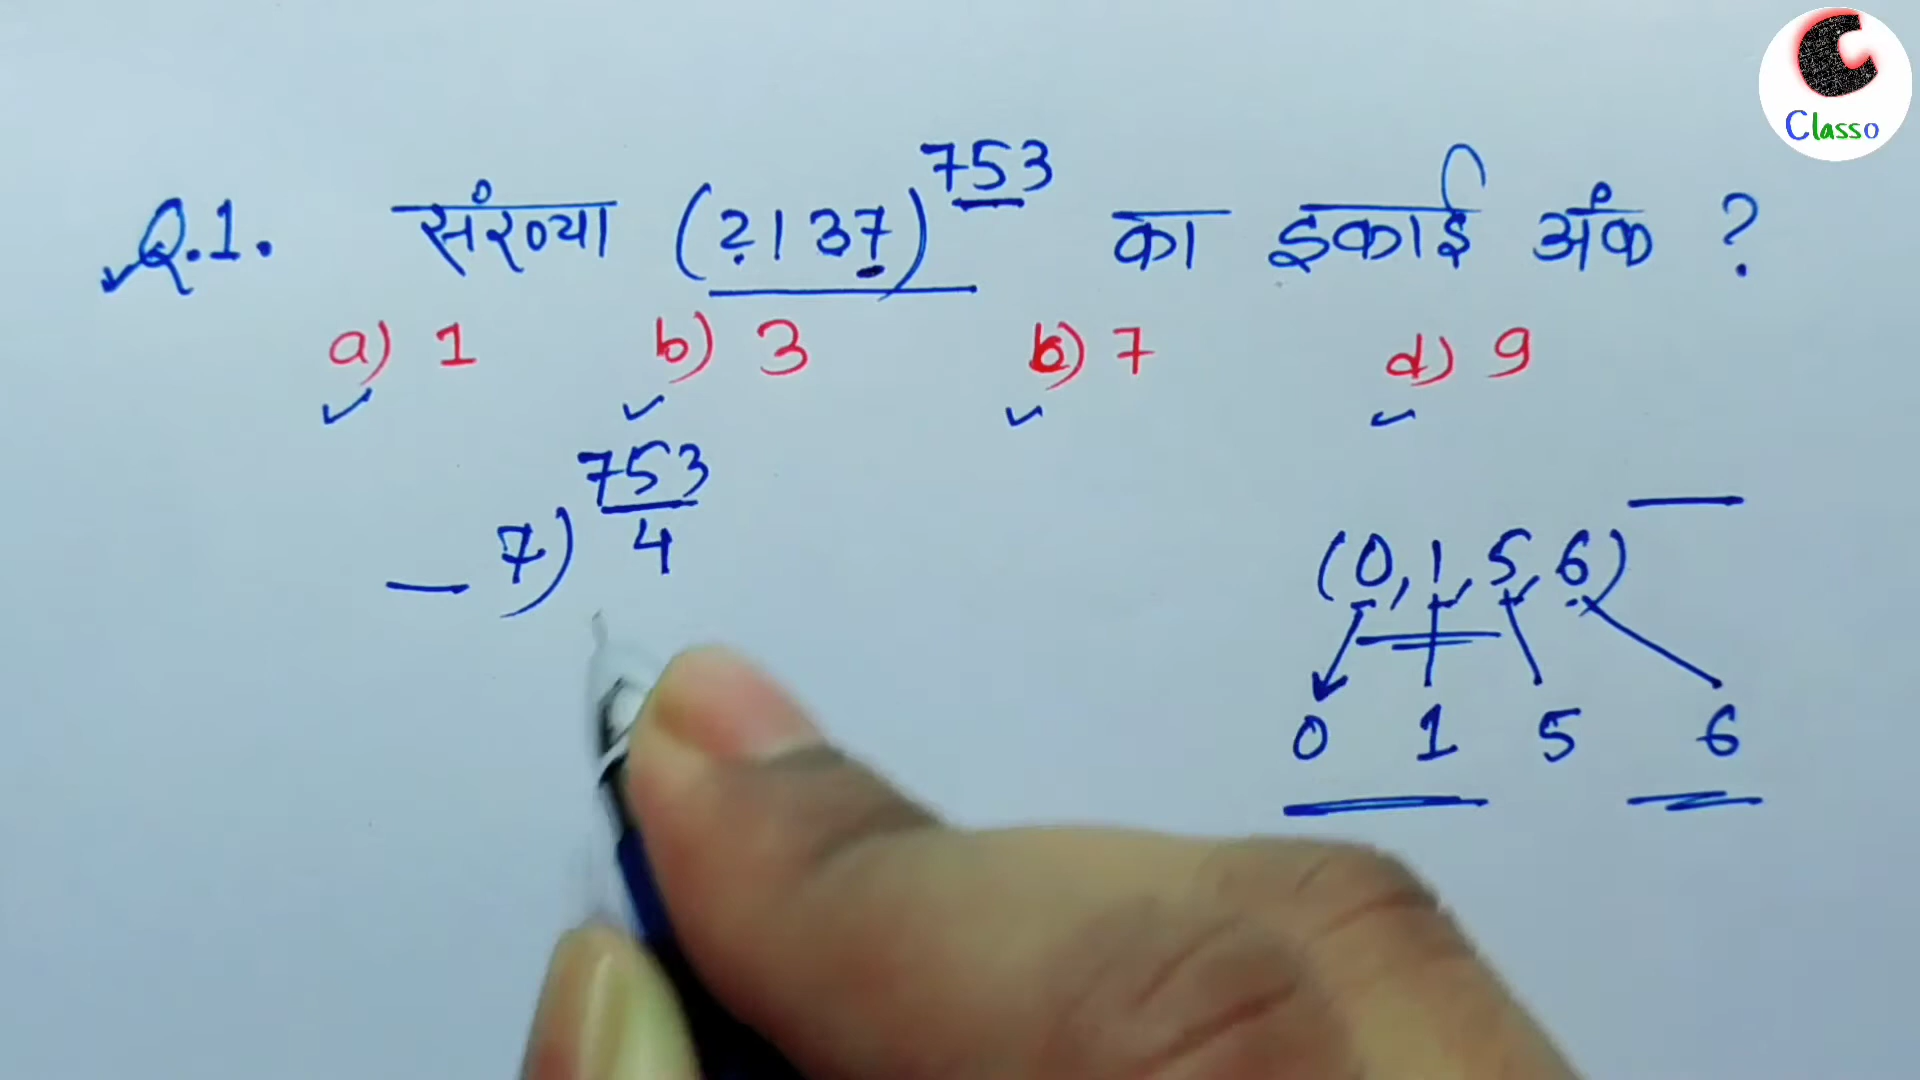 C
Classo
Q.1. संख्या (2137)^753 का इकाई अंक ?
a) 1 b) 3 c) 7 d) 9
753
7) 4
(0, 1, 5, 6)
0 1 5 6